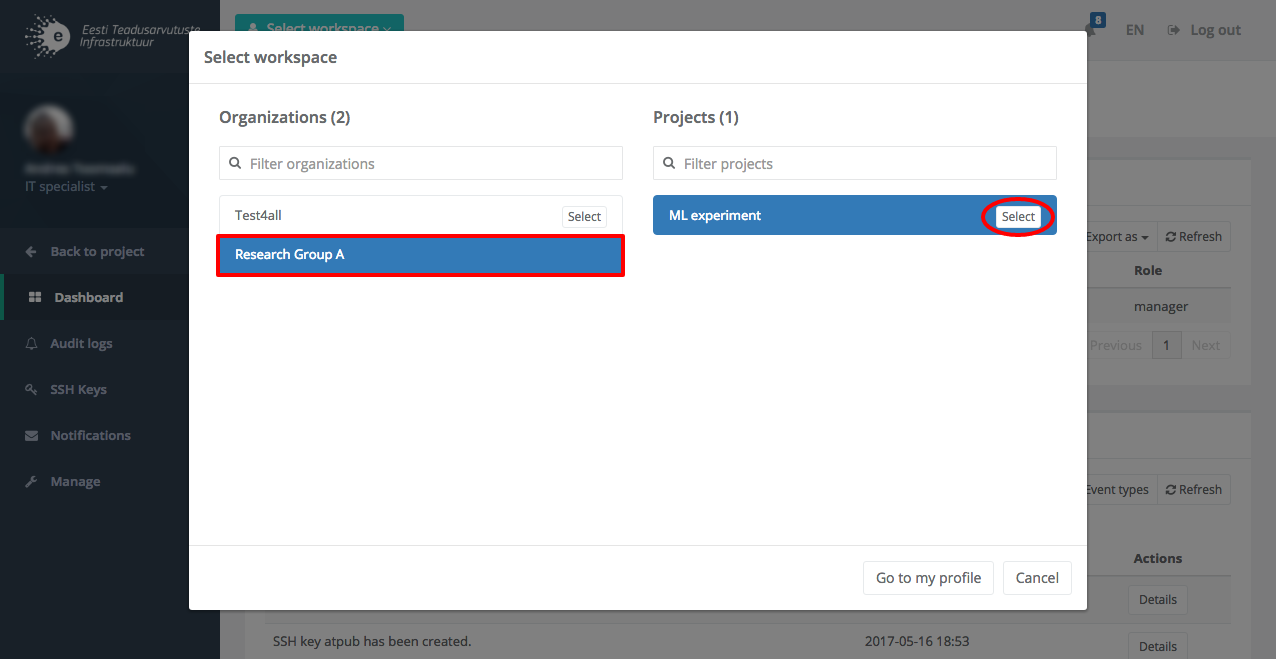 Eesti Teadusarvutuste
Infrastruktuur
e
Select workspace
8
EN
Log out
IT specialist
Back to project
Dashboard
Audit logs
SSH Keys
Notifications
Manage
Select workspace
Organizations (2)
Filter organizations
Test4all
Select
Research Group A
Projects (1)
Filter projects
ML experiment
Select
Go to my profile
Cancel
Export as
Refresh
Role
manager
Previous
1
Next
Event types
Refresh
Actions
Details
SSH key atpub has been created.
2017-05-16 18:53
Details